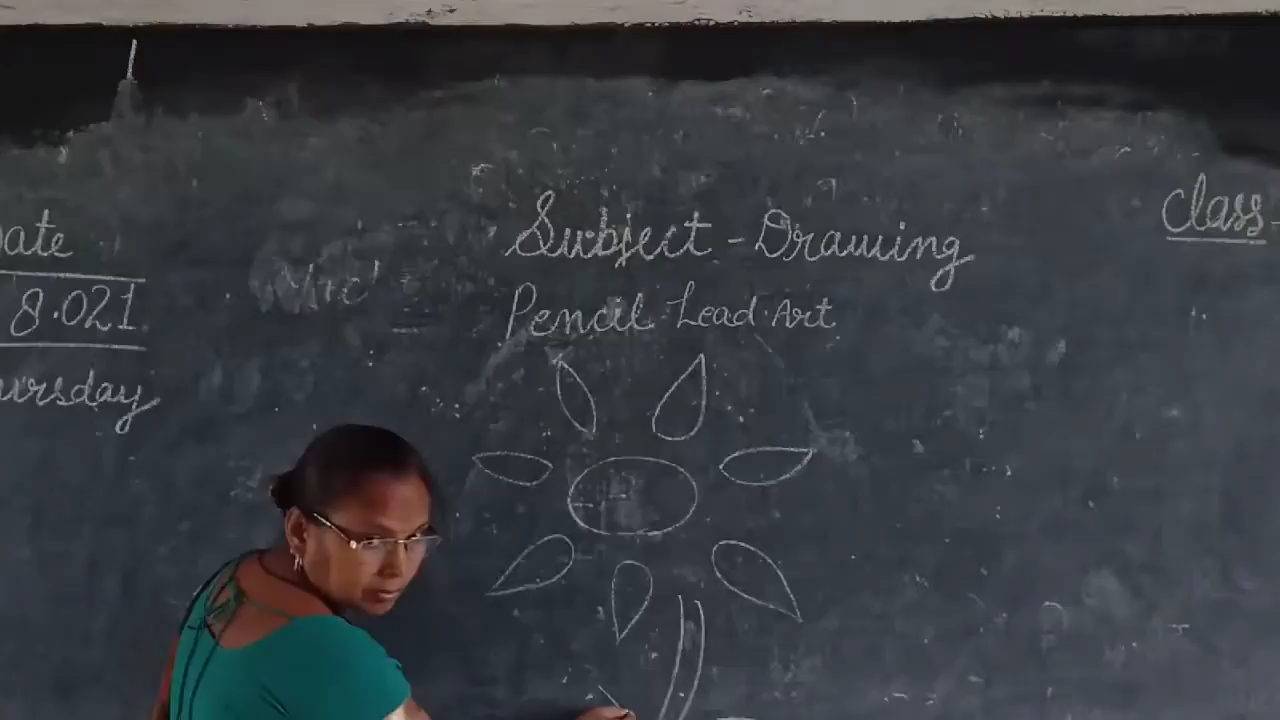 ate
8.021
ursday
Subject - Drawing
Pencil Lead Art
Class